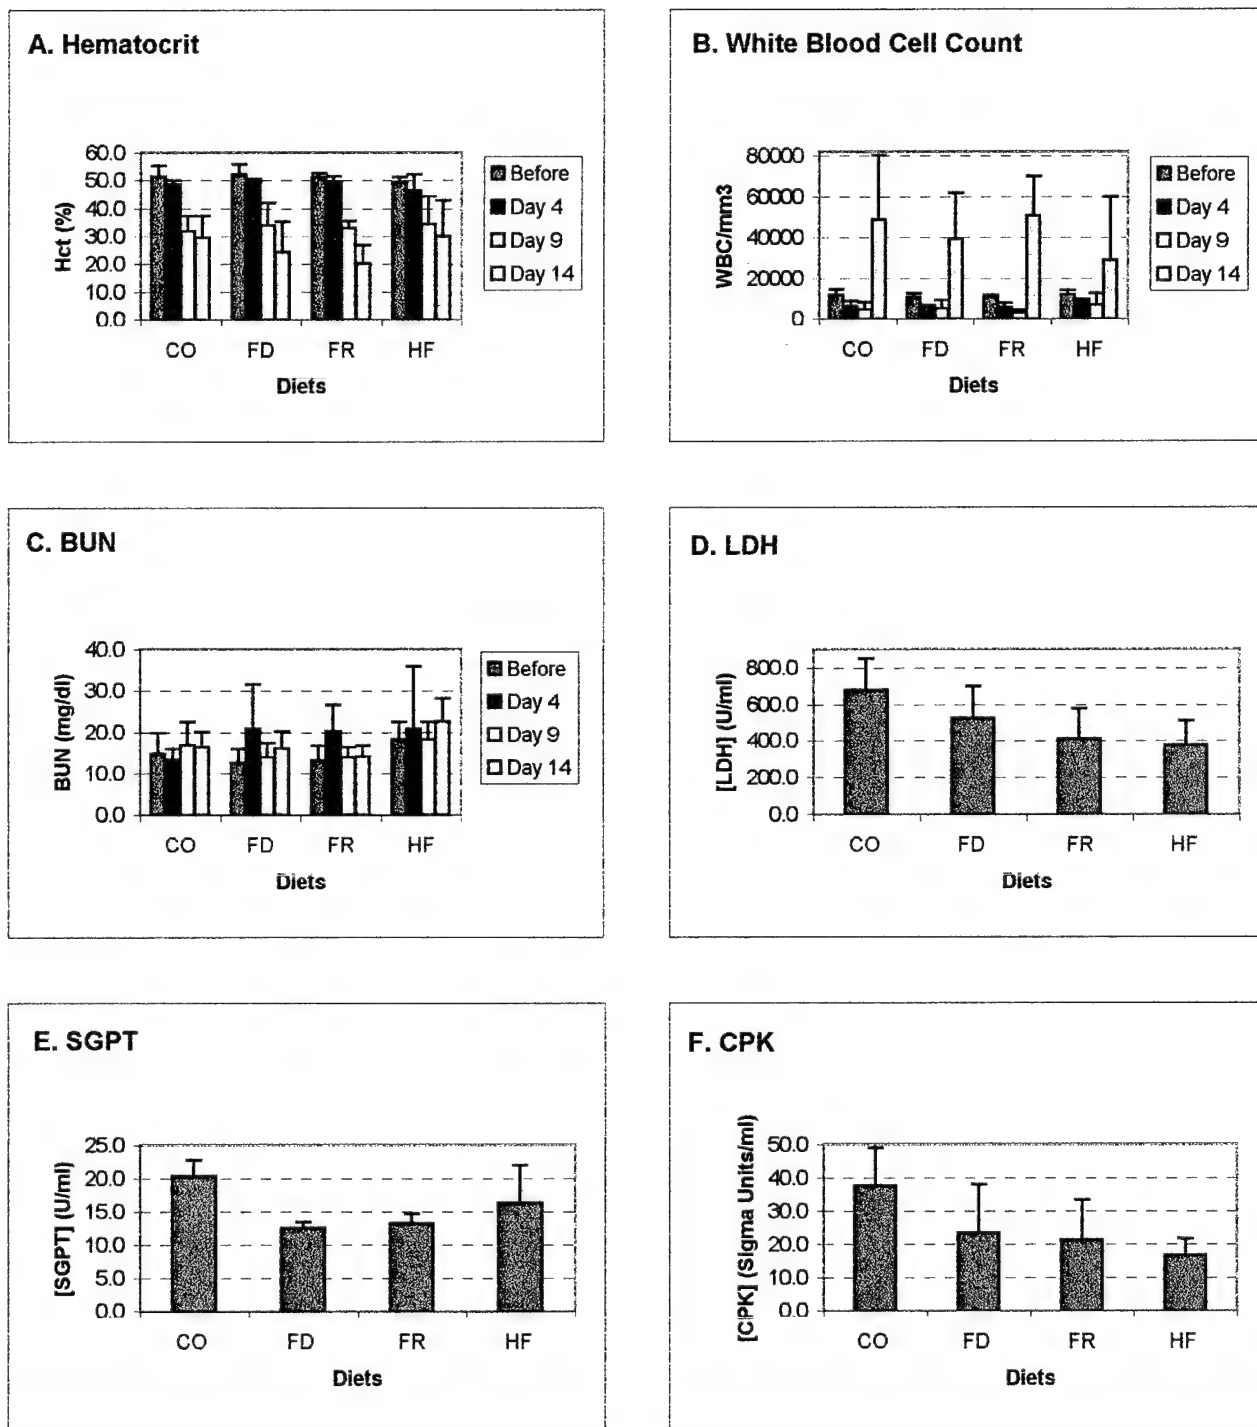 A. Hematocrit
60.0
50.0
40.0
30.0
20.0
10.0
0.0
Hct (%)
CO FD FR HF
Diets
Before
Day 4
Day 9
Day 14
B. White Blood Cell Count
80000
60000
40000
20000
0
WBC/mm3
CO FD FR HF
Diets
Before
Day 4
Day 9
Day 14
C. BUN
40.0
30.0
20.0
10.0
0.0
BUN (mg/dl)
CO FD FR HF
Diets
Before
Day 4
Day 9
Day 14
D. LDH
800.0
600.0
400.0
200.0
0.0
[LDH] (U/ml)
CO FD FR HF
Diets
E. SGPT
25.0
20.0
15.0
10.0
5.0
0.0
[SGPT] (U/ml)
CO FD FR HF
Diets
F. CPK
50.0
40.0
30.0
20.0
10.0
0.0
[CPK] (Sigma Units/ml)
CO FD FR HF
Diets